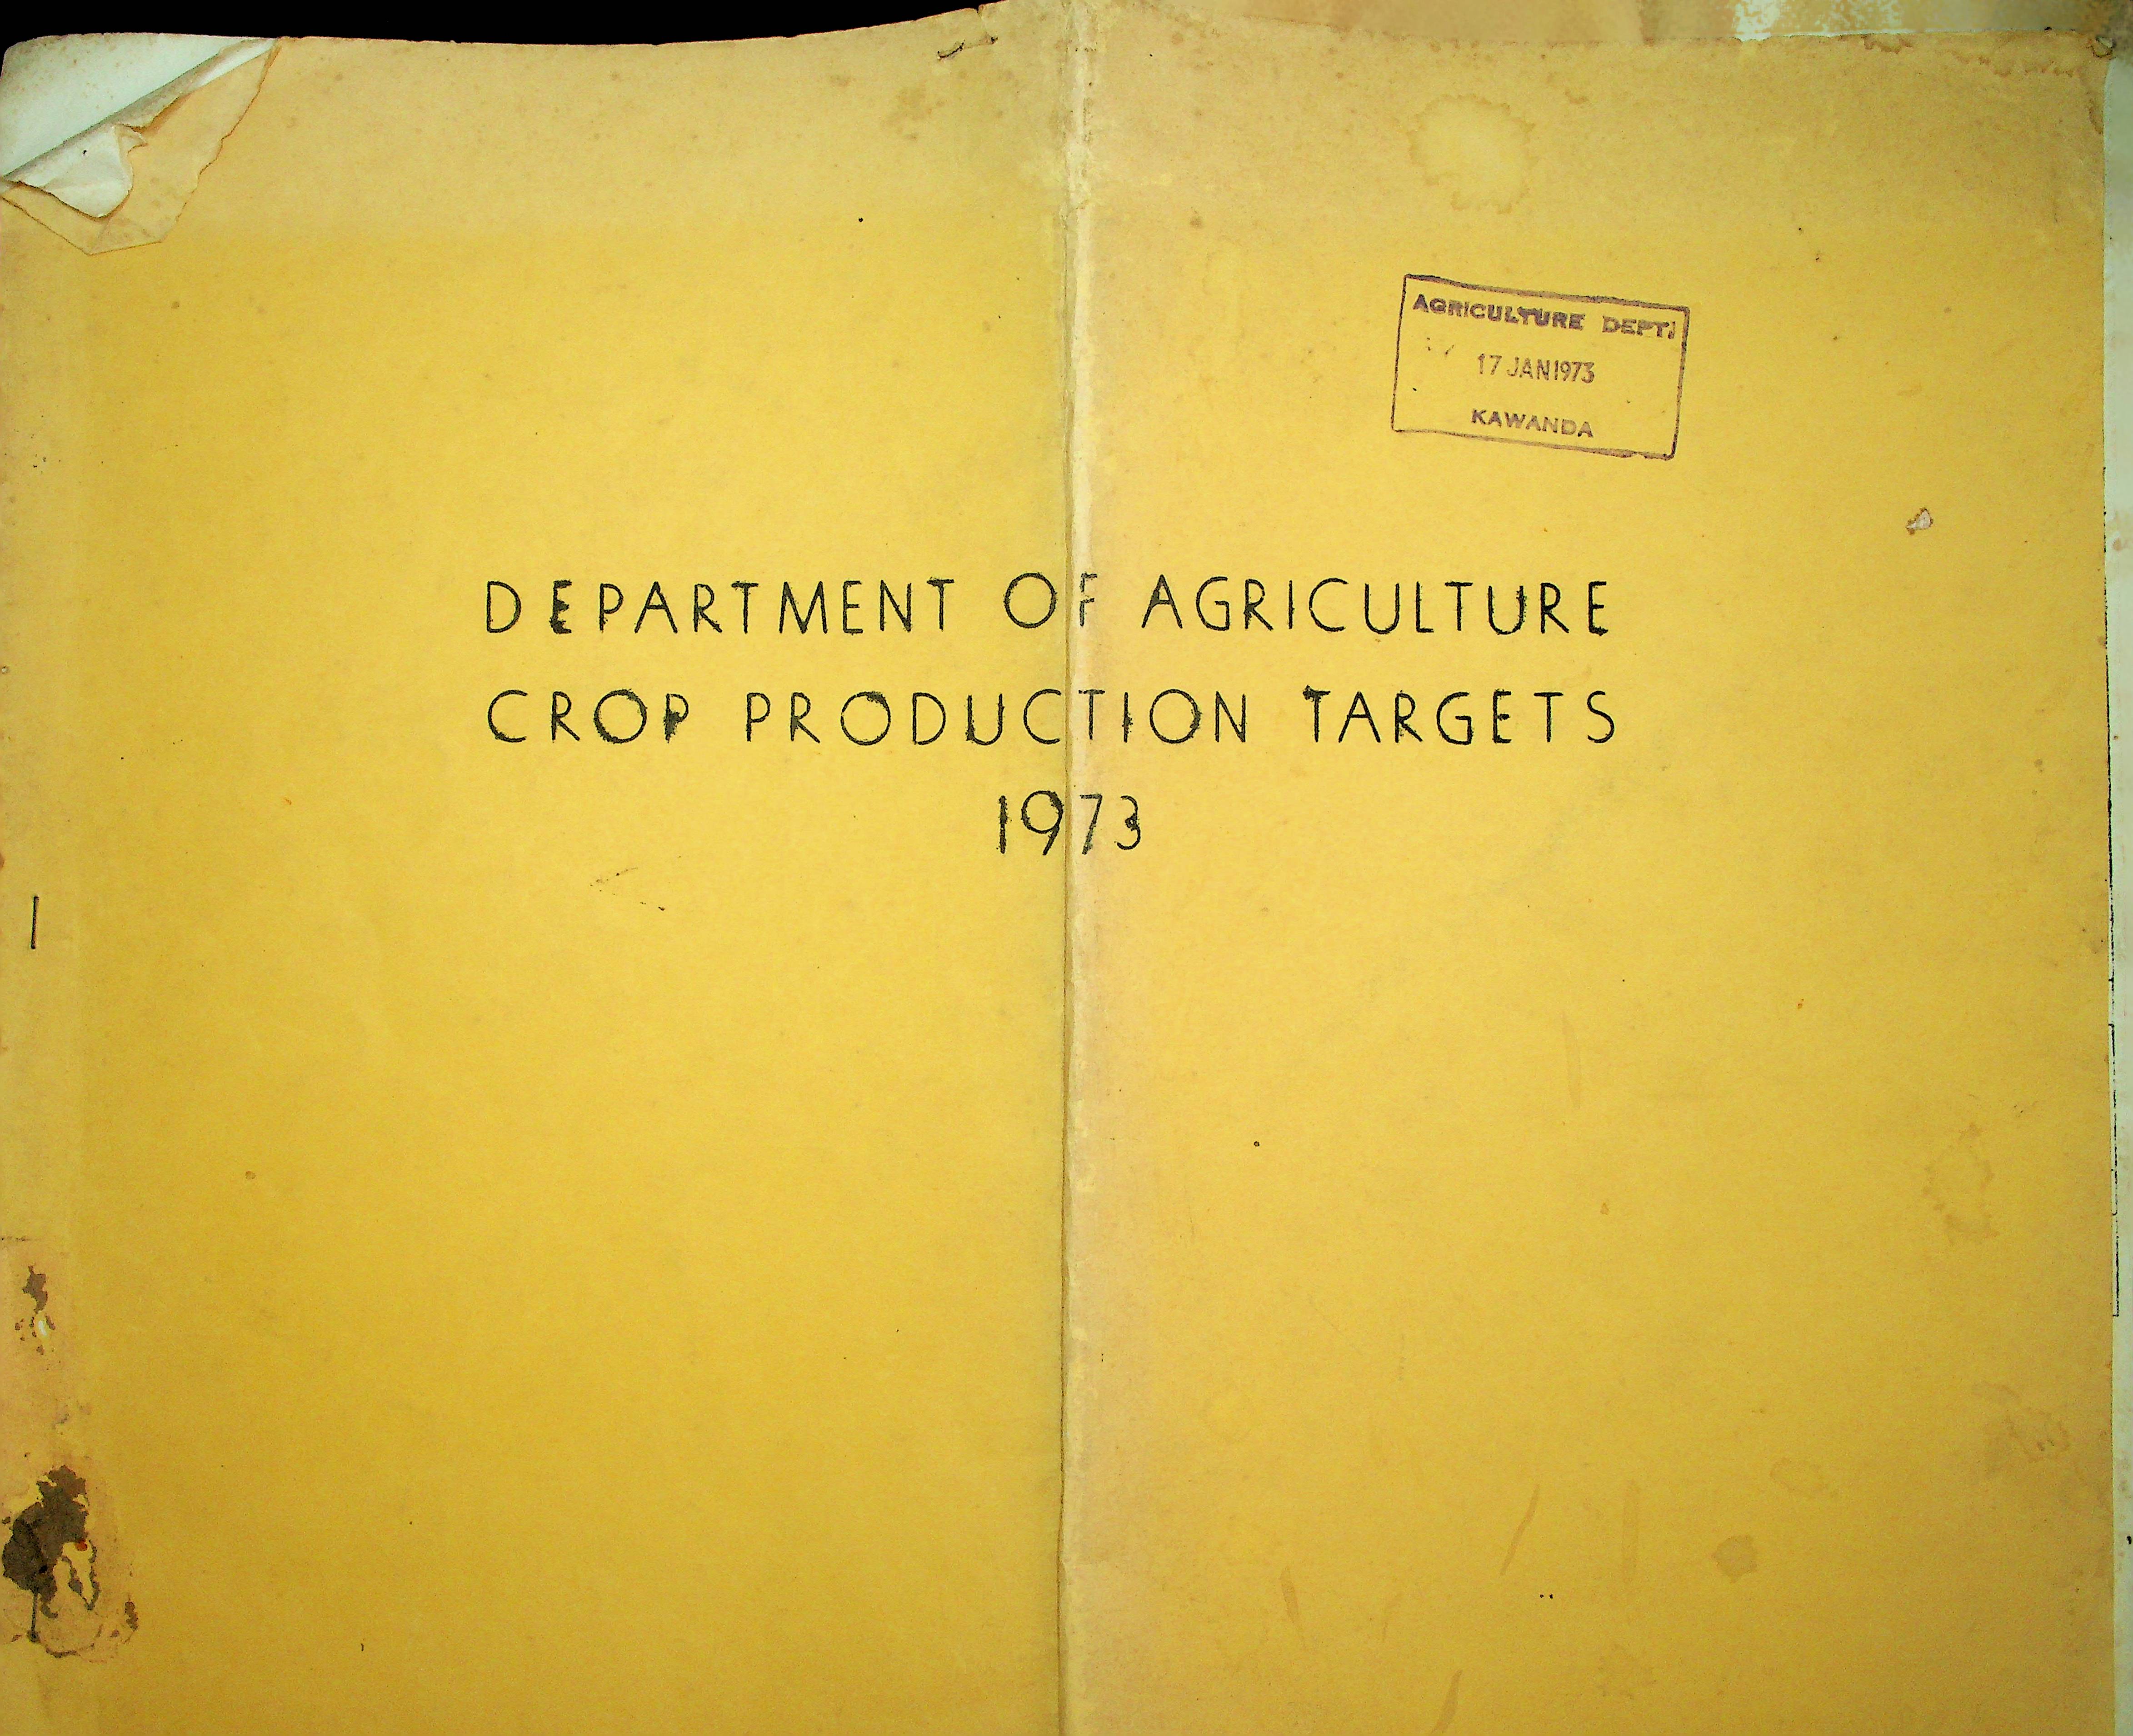 AGRICULTURE DEPT.
17 JAN 1973
KAWANDA
DEPARTMENT OF AGRICULTURE
CROP PRODUCTION TARGETS
1973